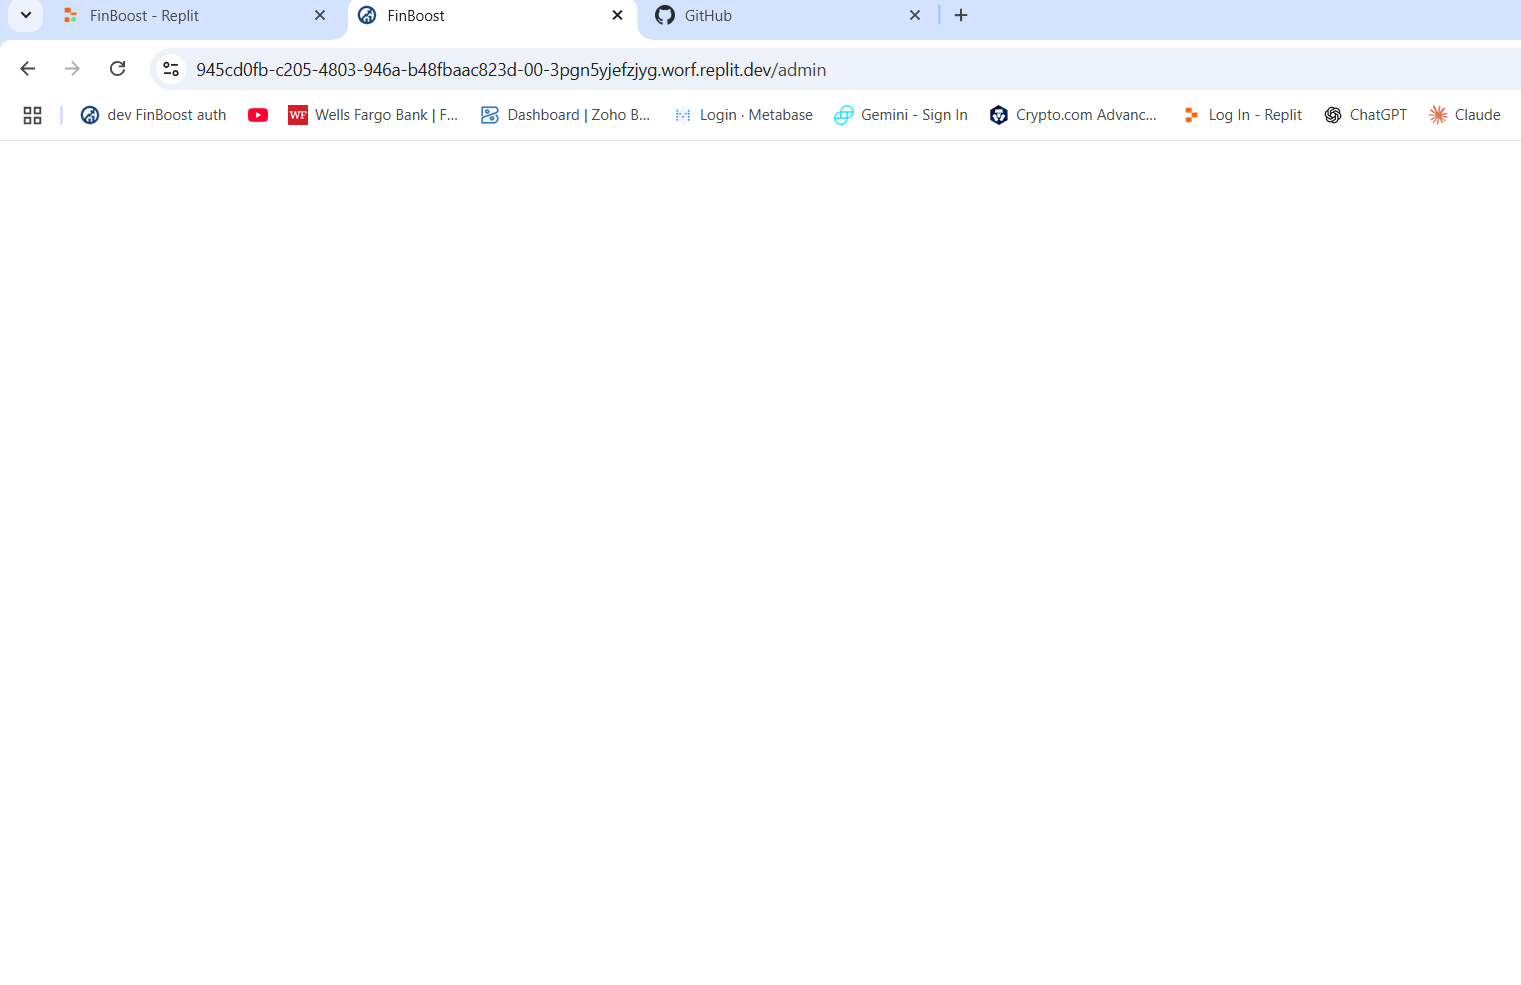 FinBoost - Replit
FinBoost
GitHub
945cd0fb-c205-4803-946a-b48fbaac823d-00-3pgn5yjefzjyg.worf.replit.dev/admin
dev FinBoost auth
WF Wells Fargo Bank | F...
Dashboard | Zoho B...
Login · Metabase
Gemini - Sign In
Crypto.com Advanc...
Log In - Replit
ChatGPT
Claude